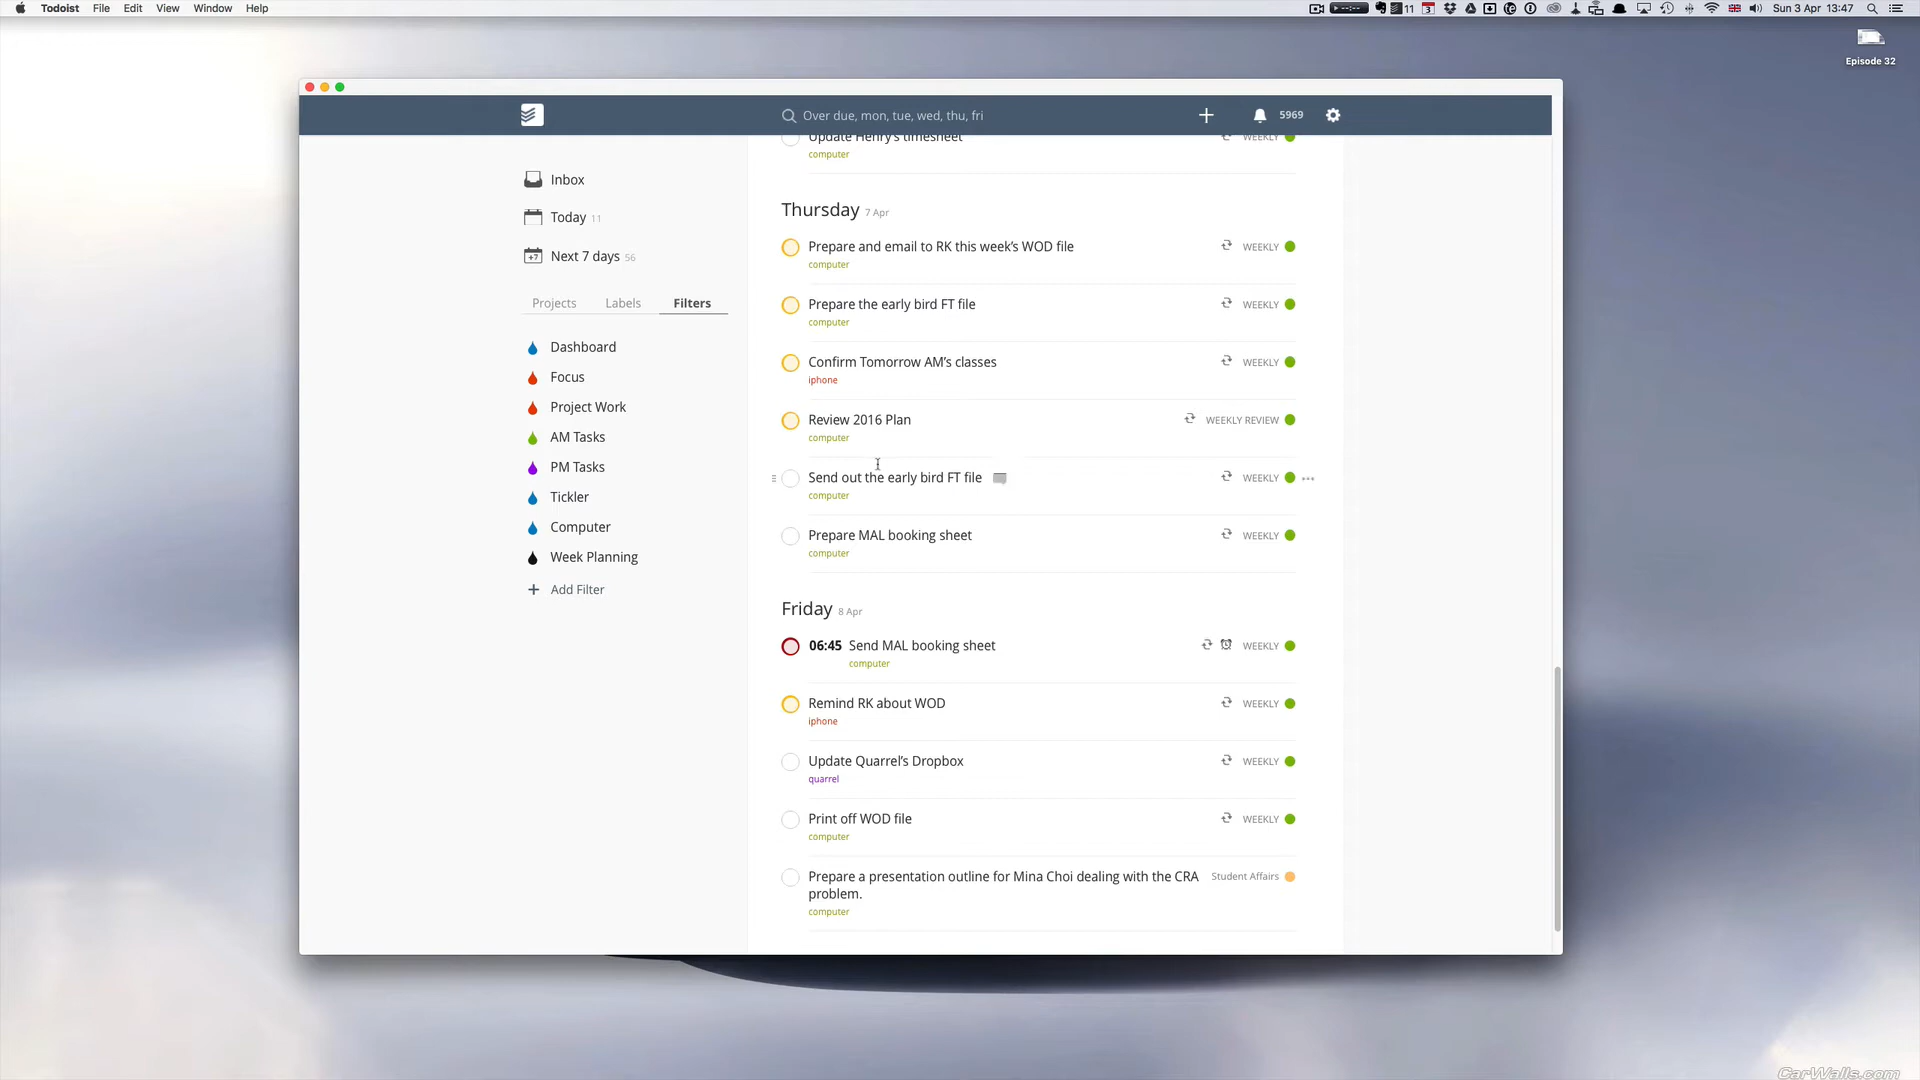 Todoist File Edit View Window Help
11 3 Sun 3 Apr 13:47
Episode 32
Over due, mon, tue, wed, thu, fri
5969
Inbox
Today 11
Next 7 days 56
Projects Labels Filters
Dashboard
Focus
Project Work
AM Tasks
PM Tasks
Tickler
Computer
Week Planning
Add Filter
Update Henry's timesheet WEEKLY
computer
Thursday 7 Apr
Prepare and email to RK this week's WOD file WEEKLY
computer
Prepare the early bird FT file WEEKLY
computer
Confirm Tomorrow AM's classes WEEKLY
iphone
Review 2016 Plan WEEKLY REVIEW
computer
Send out the early bird FT file WEEKLY
computer
Prepare MAL booking sheet WEEKLY
computer
Friday 8 Apr
06:45 Send MAL booking sheet WEEKLY
computer
Remind RK about WOD WEEKLY
iphone
Update Quarrel's Dropbox WEEKLY
quarrel
Print off WOD file WEEKLY
computer
Prepare a presentation outline for Mina Choi dealing with the CRA Student Affairs
problem.
computer
CarWalls.com